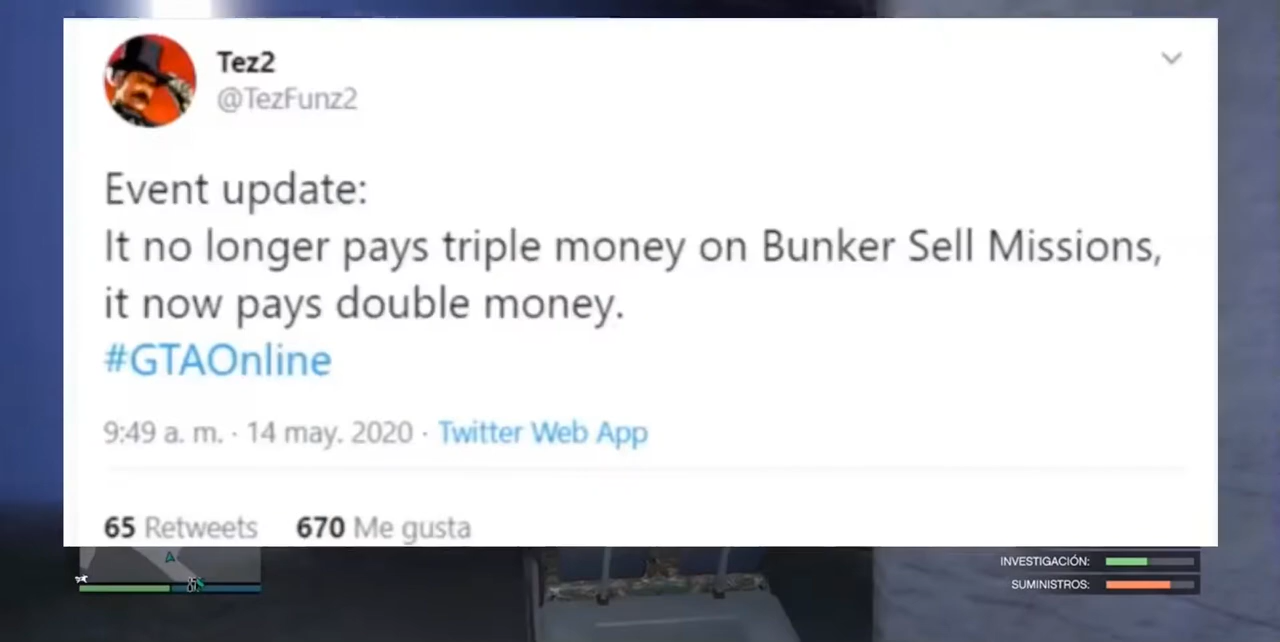 Tez2
@TezFunz2
Event update:
It no longer pays triple money on Bunker Sell Missions,
it now pays double money.
#GTAOnline
9:49 a. m. · 14 may. 2020 · Twitter Web App
65 Retweets 670 Me gusta
INVESTIGACIÓN:
SUMINISTROS: